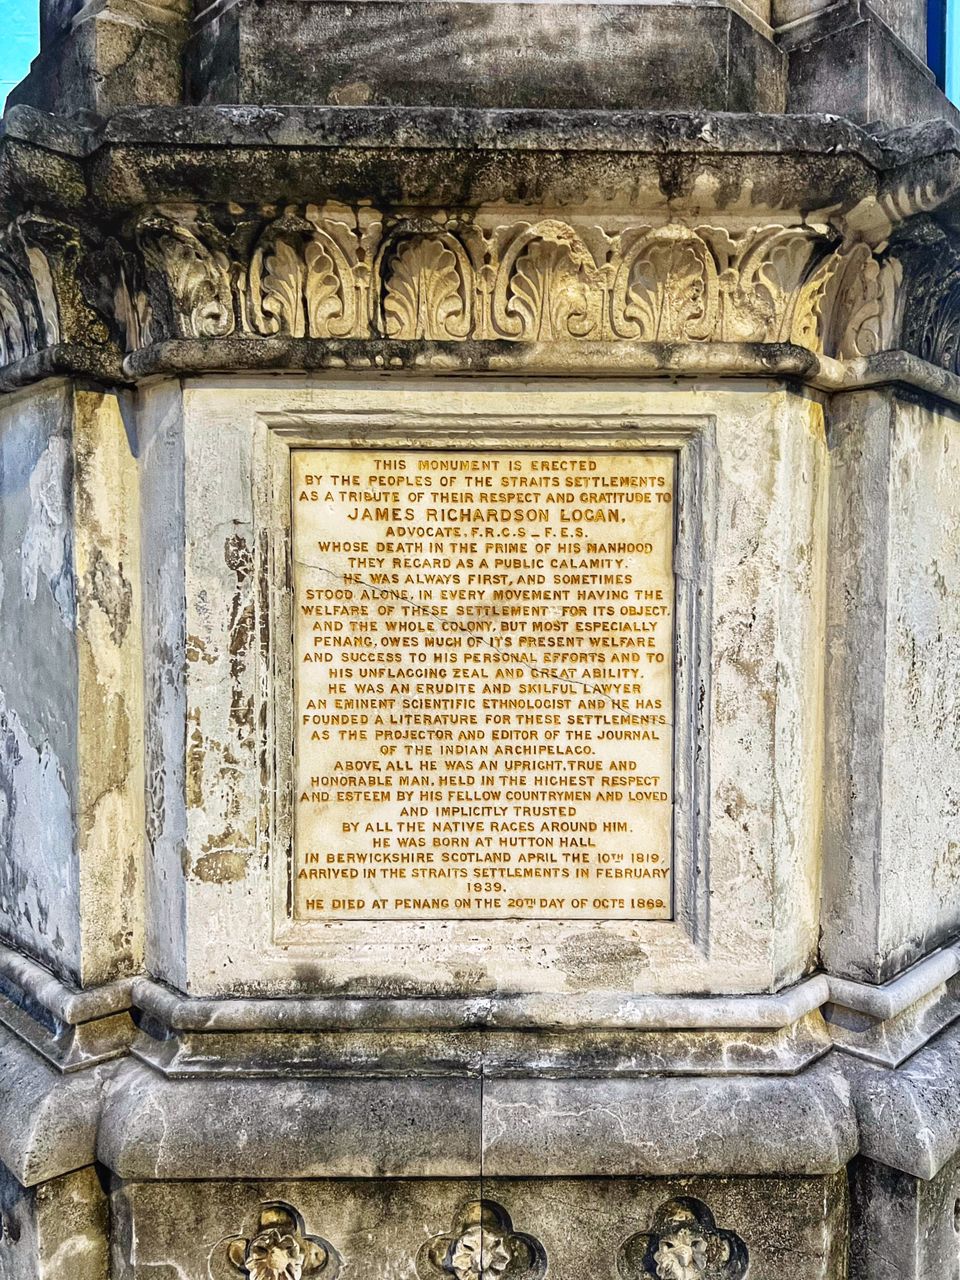 THIS MONUMENT IS ERECTED
BY THE PEOPLES OF THE STRAITS SETTLEMENTS
AS A TRIBUTE OF THEIR RESPECT AND GRATITUDE TO
JAMES RICHARDSON LOGAN,
ADVOCATE. F.R.G.S_F.E.S.
WHOSE DEATH IN THE PRIME OF HIS MANHOOD
THEY REGARD AS A PUBLIC CALAMITY.
HE WAS ALWAYS FIRST, AND SOMETIMES
STOOD ALONE, IN EVERY MOVEMENT HAVING THE
WELFARE OF THESE SETTLEMENT FOR ITS OBJECT.
AND THE WHOLE COLONY, BUT MOST ESPECIALLY
PENANG, OWES MUCH OF ITS PRESENT WELFARE
AND SUCCESS TO HIS PERSONAL EFFORTS AND TO
HIS UNFLAGGING ZEAL AND GREAT ABILITY.
HE WAS AN ERUDITE AND SKILFUL LAWYER
AN EMINENT SCIENTIFIC ETHNOLOGIST AND HE HAS
FOUNDED A LITERATURE FOR THESE SETTLEMENTS
AS THE PROJECTOR AND EDITOR OF THE JOURNAL
OF THE INDIAN ARCHIPELAGO.
ABOVE, ALL HE WAS AN UPRIGHT, TRUE AND
HONORABLE MAN, HELD IN THE HIGHEST RESPECT
AND ESTEEM BY HIS FELLOW COUNTRYMEN AND LOVED
AND IMPLICITLY TRUSTED
BY ALL THE NATIVE RACES AROUND HIM.
HE WAS BORN AT HUTTON HALL
IN BERWICKSHIRE SCOTLAND APRIL THE 10TH 1819,
ARRIVED IN THE STRAITS SETTLEMENTS IN FEBRUARY
1839.
HE DIED AT PENANG ON THE 20TH DAY OF OCTR 1869.